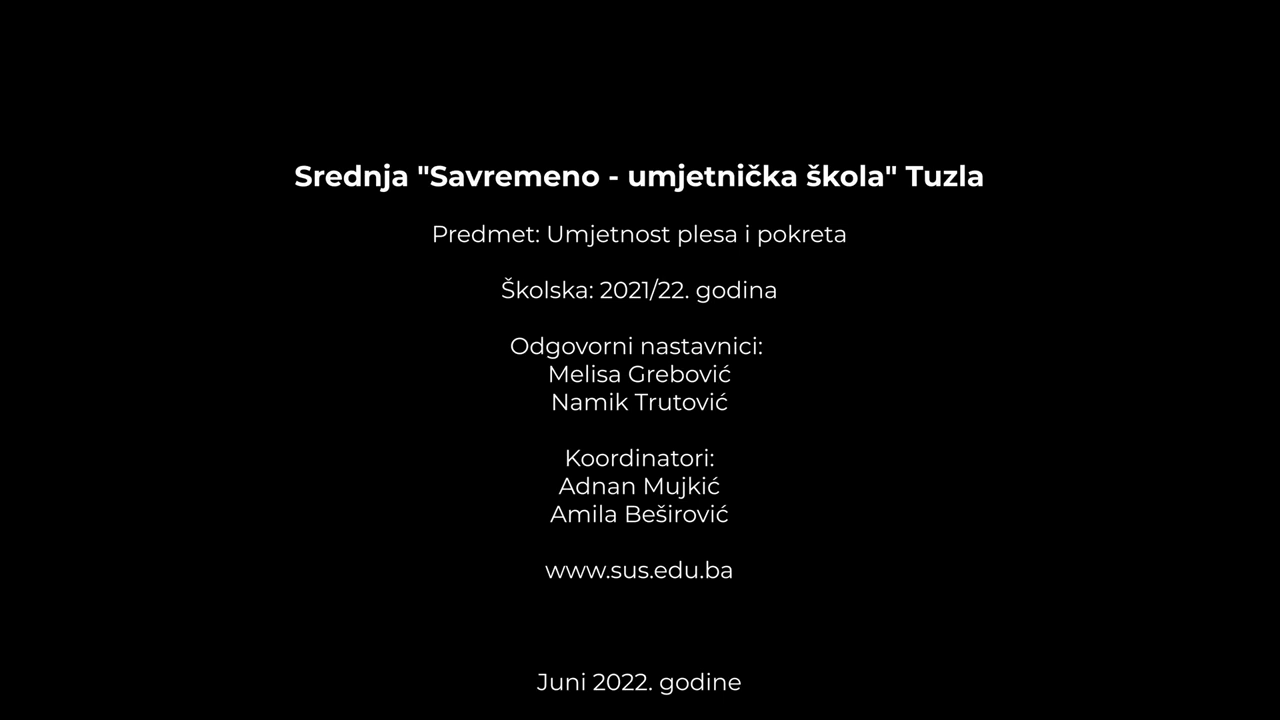 Srednja "Savremeno - umjetnička škola" Tuzla
Predmet: Umjetnost plesa i pokreta
Školska: 2021/22. godina
Odgovorni nastavnici:
Melisa Grebović
Namik Trutović
Koordinatori:
Adnan Mujkić
Amila Beširović
www.sus.edu.ba
Juni 2022. godine